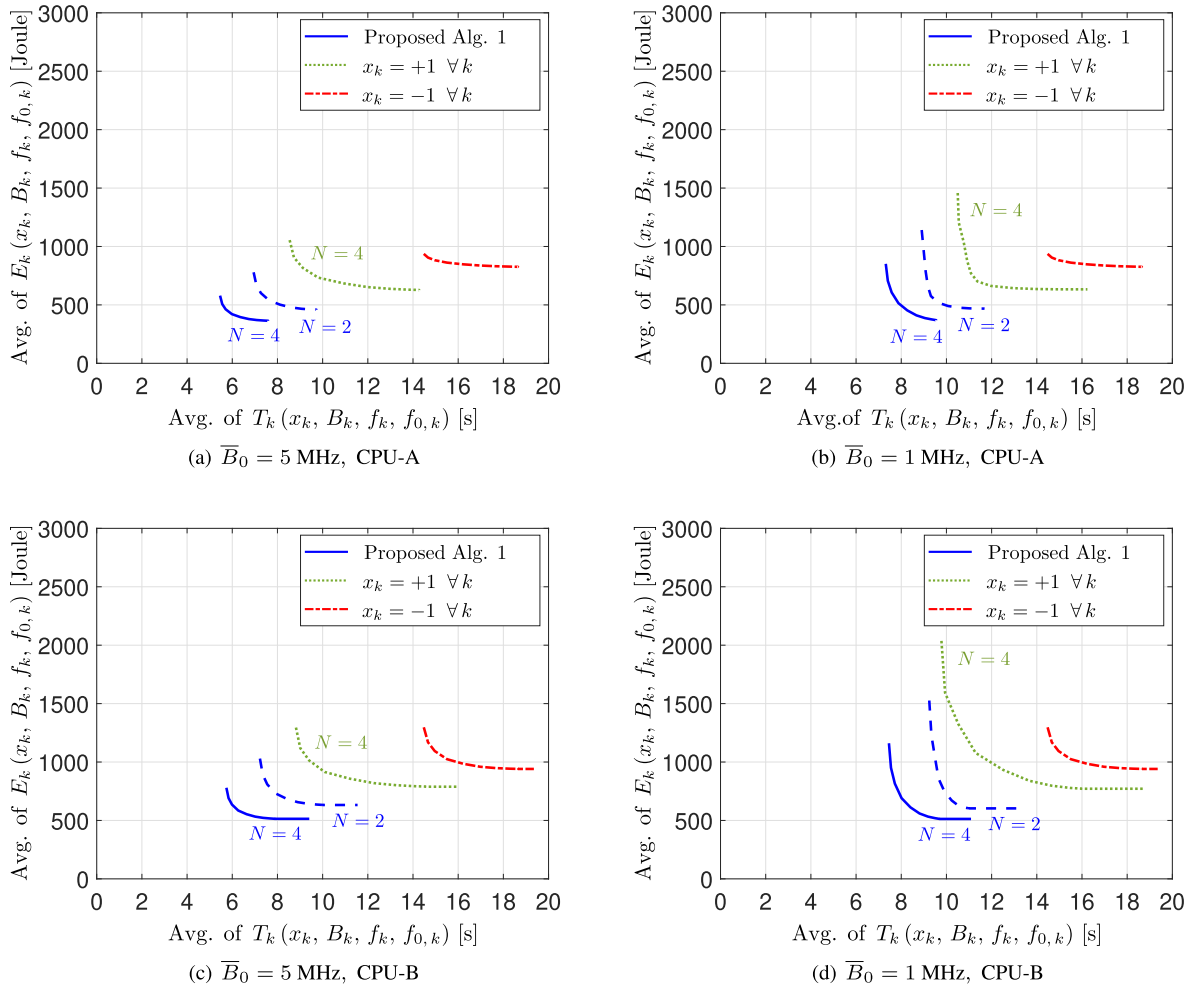 3000
2500
2000
1500
1000
500
0
0 2 4 6 8 10 12 14 16 18 20
Avg. of E_k (x_k, B_k, f_k, f_{0,k}) [Joule]
Avg. of T_k (x_k, B_k, f_k, f_{0,k}) [s]
Proposed Alg. 1
x_k = +1 ∀k
x_k = −1 ∀k
N = 4
N = 4
N = 2
(a) B̅_0 = 5 MHz, CPU-A
3000
2500
2000
1500
1000
500
0
0 2 4 6 8 10 12 14 16 18 20
Avg. of E_k (x_k, B_k, f_k, f_{0,k}) [Joule]
Avg.of T_k (x_k, B_k, f_k, f_{0,k}) [s]
Proposed Alg. 1
x_k = +1 ∀k
x_k = −1 ∀k
N = 4
N = 4
N = 2
(b) B̅_0 = 1 MHz, CPU-A
3000
2500
2000
1500
1000
500
0
0 2 4 6 8 10 12 14 16 18 20
Avg. of E_k (x_k, B_k, f_k, f_{0,k}) [Joule]
Avg. of T_k (x_k, B_k, f_k, f_{0,k}) [s]
Proposed Alg. 1
x_k = +1 ∀k
x_k = −1 ∀k
N = 4
N = 4
N = 2
(c) B̅_0 = 5 MHz, CPU-B
3000
2500
2000
1500
1000
500
0
0 2 4 6 8 10 12 14 16 18 20
Avg. of E_k (x_k, B_k, f_k, f_{0,k}) [Joule]
Avg. of T_k (x_k, B_k, f_k, f_{0,k}) [s]
Proposed Alg. 1
x_k = +1 ∀k
x_k = −1 ∀k
N = 4
N = 4
N = 2
(d) B̅_0 = 1 MHz, CPU-B